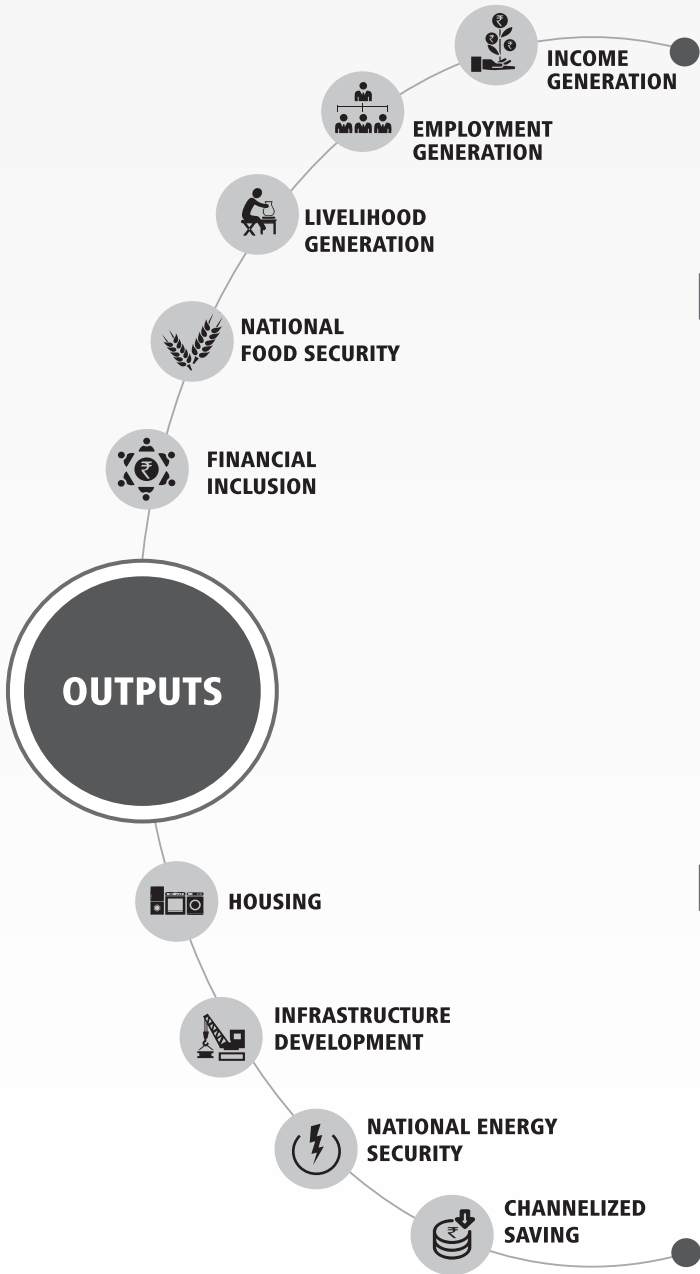 INCOME
GENERATION
EMPLOYMENT
GENERATION
LIVELIHOOD
GENERATION
NATIONAL
FOOD SECURITY
FINANCIAL
INCLUSION
OUTPUTS
HOUSING
INFRASTRUCTURE
DEVELOPMENT
NATIONAL ENERGY
SECURITY
CHANNELIZED
SAVING